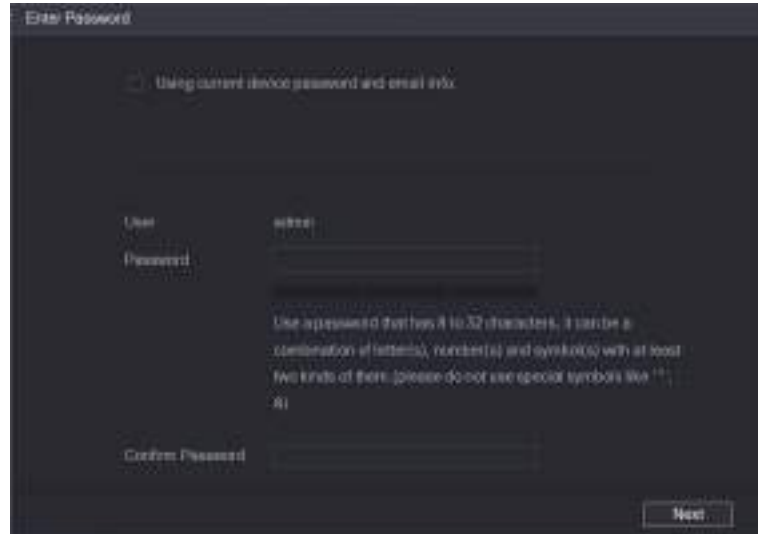 Enter Password
Using current device password and email info.
User admin
Password
Use a password that has 8 to 32 characters, it can be a
combination of letter(s), number(s) and symbol(s) with at least
two kinds of them. (please do not use special symbols like ' " ;
&)
Confirm Password
Next